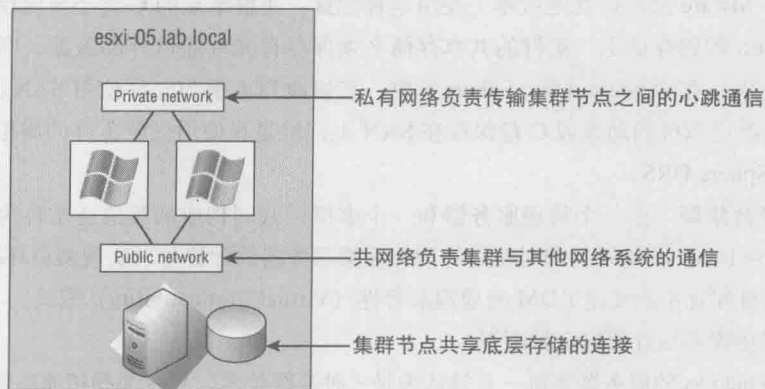 esxi-05.lab.local
Private network
私有网络负责传输集群节点之间的心跳通信
Public network
共网络负责集群与其他网络系统的通信
集群节点共享底层存储的连接